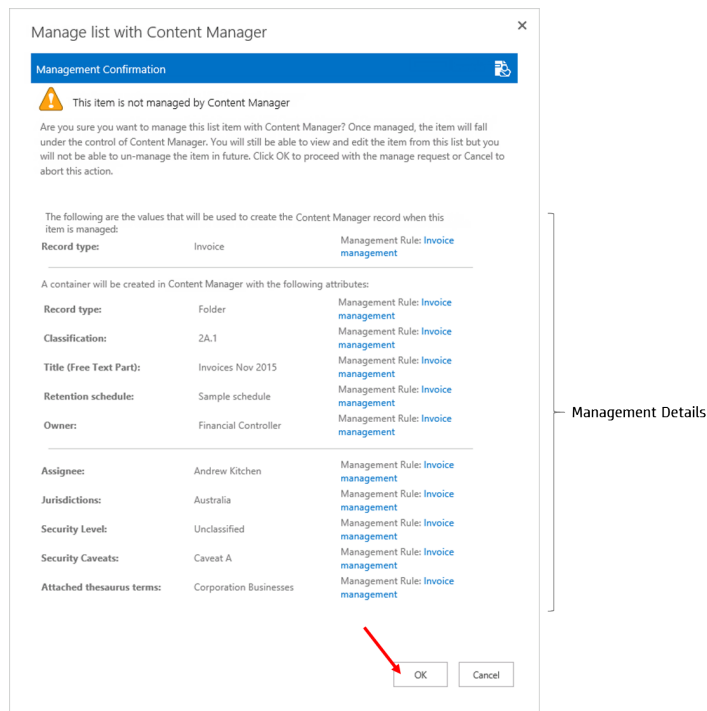 Manage list with Content Manager
Management Confirmation
This item is not managed by Content Manager
Are you sure you want to manage this list item with Content Manager? Once managed, the item will fall
under the control of Content Manager. You will still be able to view and edit the item from this list but you
will not be able to un-manage the item in future. Click OK to proceed with the manage request or Cancel to
abort this action.
The following are the values that will be used to create the Content Manager record when this
item is managed:
Record type: Invoice Management Rule: Invoice
management
A container will be created in Content Manager with the following attributes:
Record type: Folder Management Rule: Invoice
management
Classification: 2A.1 Management Rule: Invoice
management
Title (Free Text Part): Invoices Nov 2015 Management Rule: Invoice
management
Retention schedule: Sample schedule Management Rule: Invoice
management
Owner: Financial Controller Management Rule: Invoice
management
Assignee: Andrew Kitchen Management Rule: Invoice
management
Jurisdictions: Australia Management Rule: Invoice
management
Security Level: Unclassified Management Rule: Invoice
management
Security Caveats: Caveat A Management Rule: Invoice
management
Attached thesaurus terms: Corporation Businesses Management Rule: Invoice
management
Management Details
OK Cancel